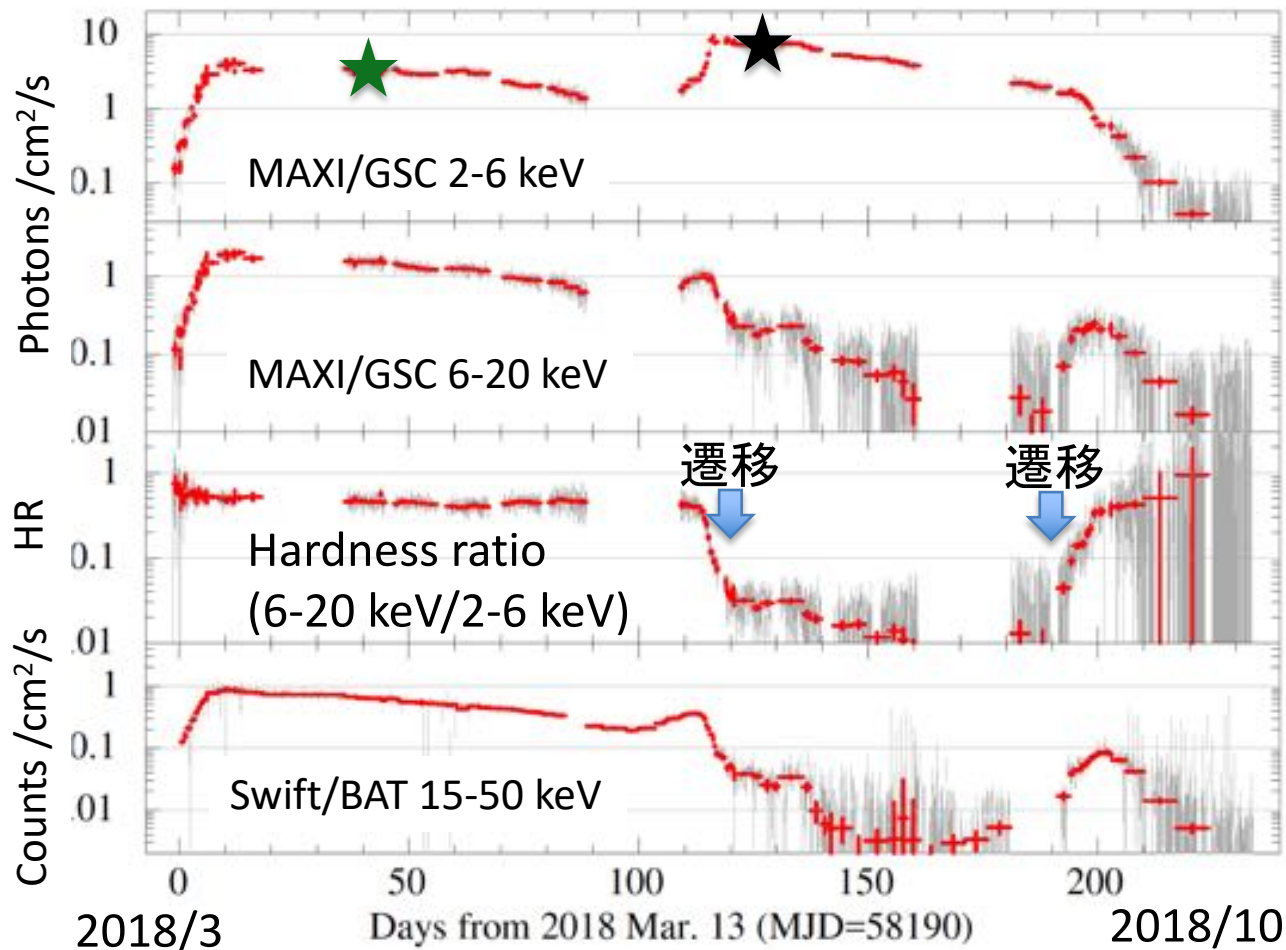 Photons /cm²/s
10
1
0.1
MAXI/GSC 2-6 keV
1
0.1
.01
MAXI/GSC 6-20 keV
HR
1
0.1
.01
遷移
遷移
Hardness ratio
(6-20 keV/2-6 keV)
Counts /cm²/s
1
0.1
.01
Swift/BAT 15-50 keV
0 50 100 150 200
2018/3 Days from 2018 Mar. 13 (MJD=58190) 2018/10